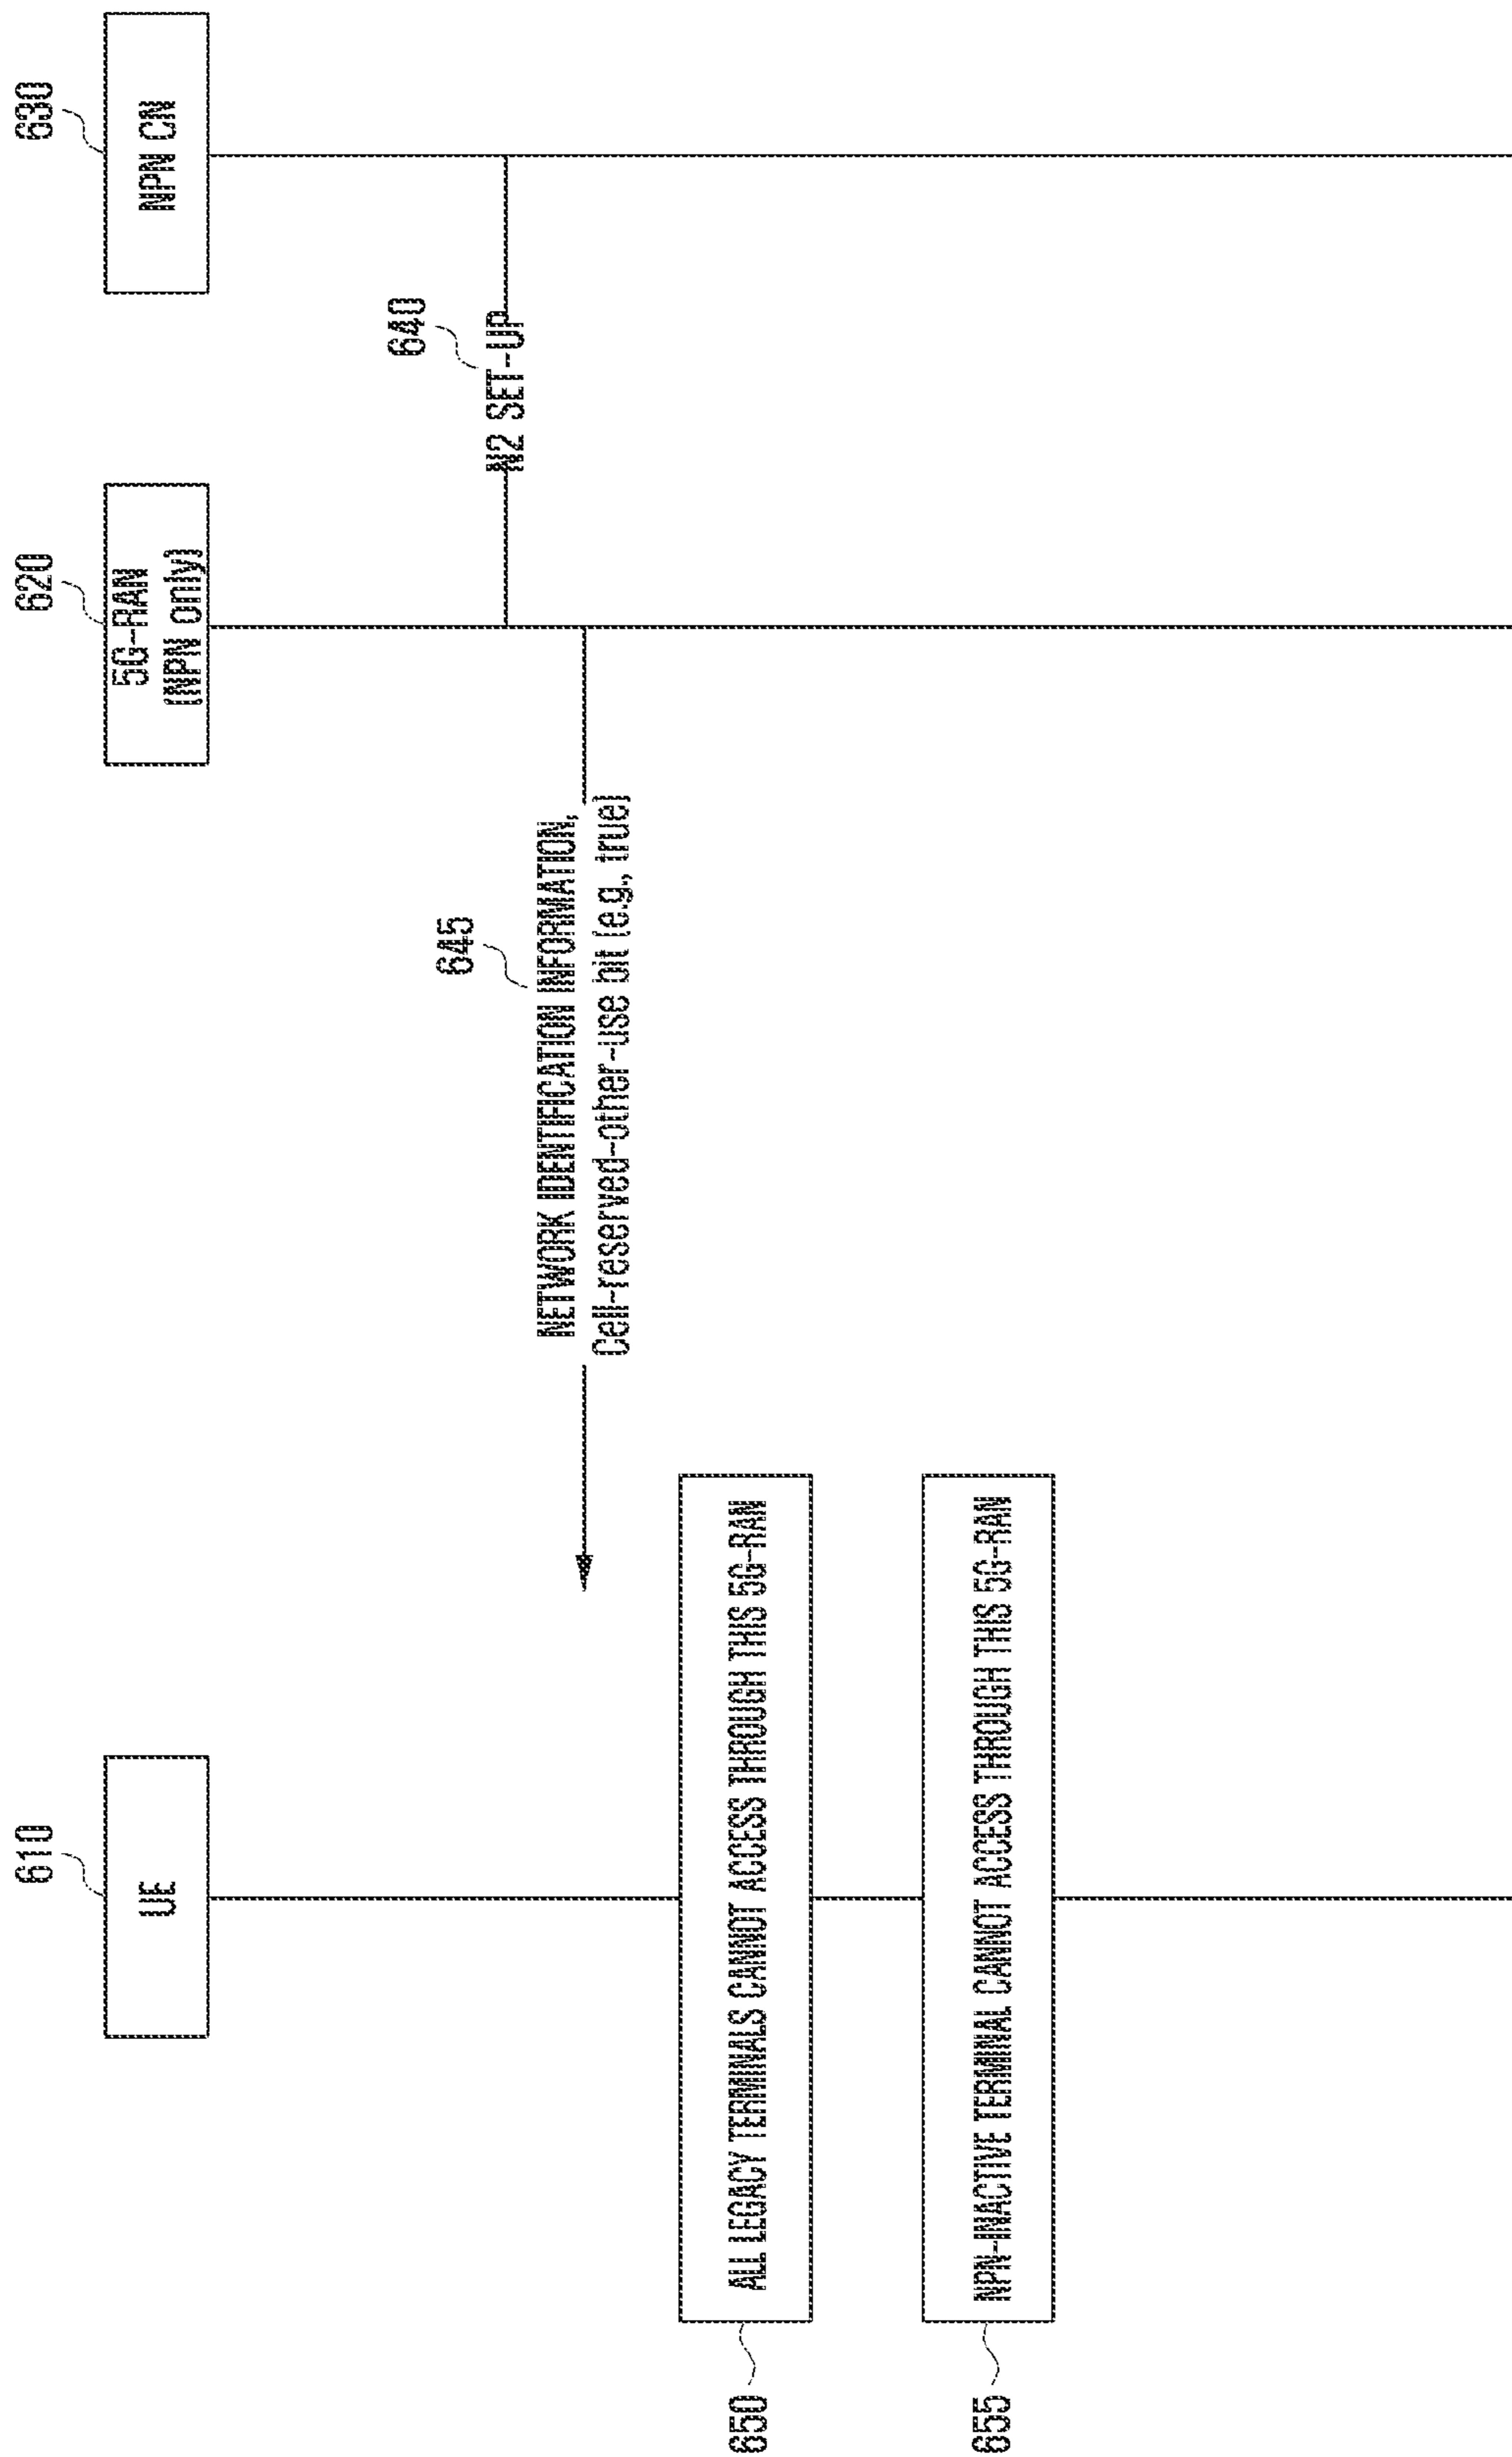 610
UE
620
5G-RAN
(NPN only)
630
NPN CN
640
N2 SET-UP
645
NETWORK IDENTIFICATION INFORMATION,
cell-reserved-other-use bit (e.g., true)
650
ALL LEGACY TERMINALS CANNOT ACCESS THROUGH THIS 5G-RAN
655
NPN-INACTIVE TERMINAL CANNOT ACCESS THROUGH THIS 5G-RAN